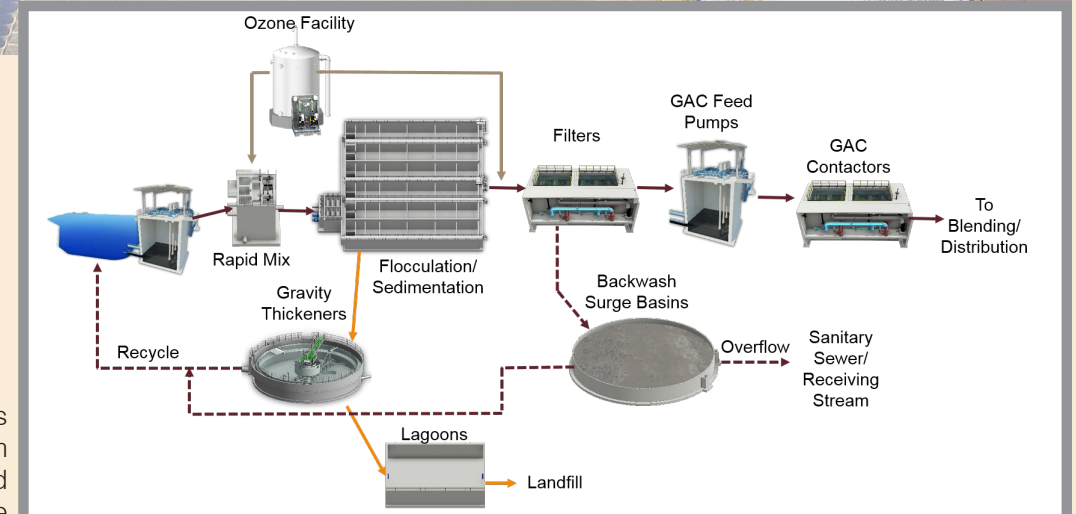 Ozone Facility
GAC Feed
Pumps
Filters
GAC
Contactors
To
Blending/
Distribution
Rapid Mix
Flocculation/
Sedimentation
Gravity
Thickeners
Backwash
Surge Basins
Recycle
Overflow
Sanitary
Sewer/
Receiving
Stream
Lagoons
Landfill